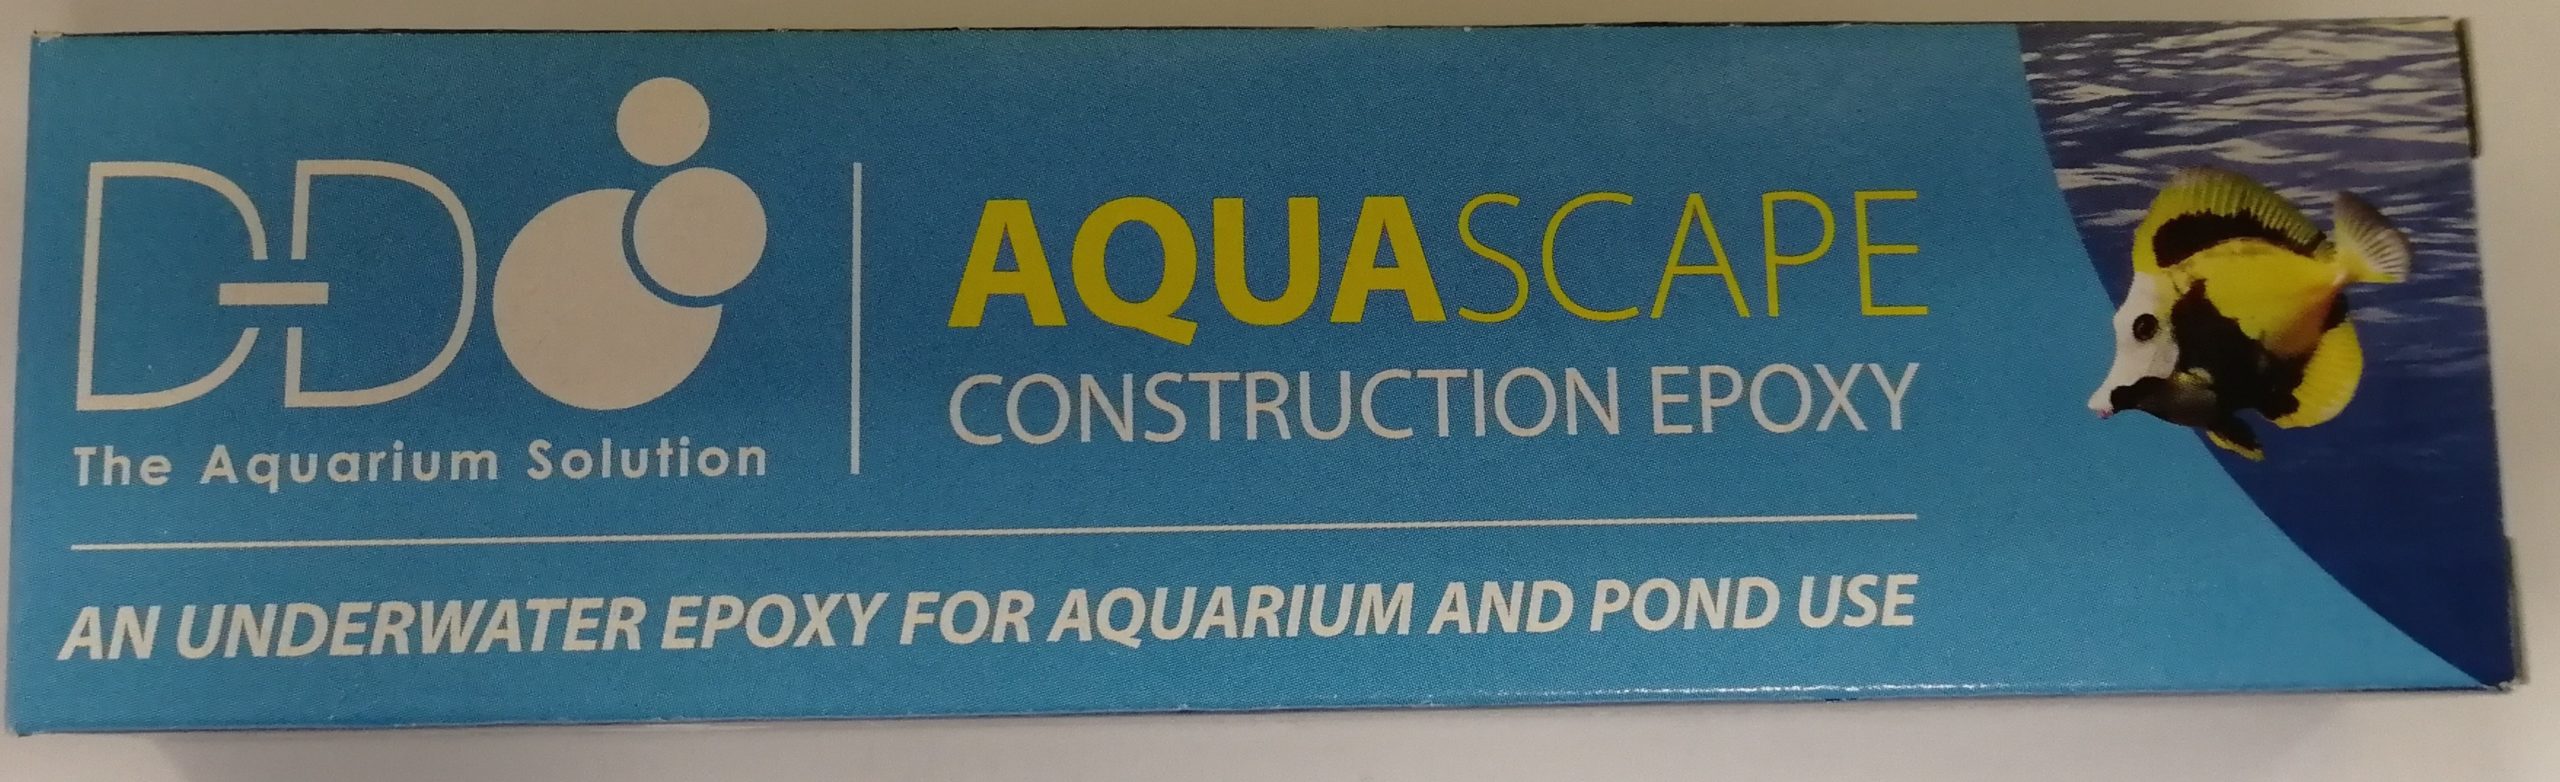 D-D
The Aquarium Solution
AQUASCAPE
CONSTRUCTION EPOXY
AN UNDERWATER EPOXY FOR AQUARIUM AND POND USE